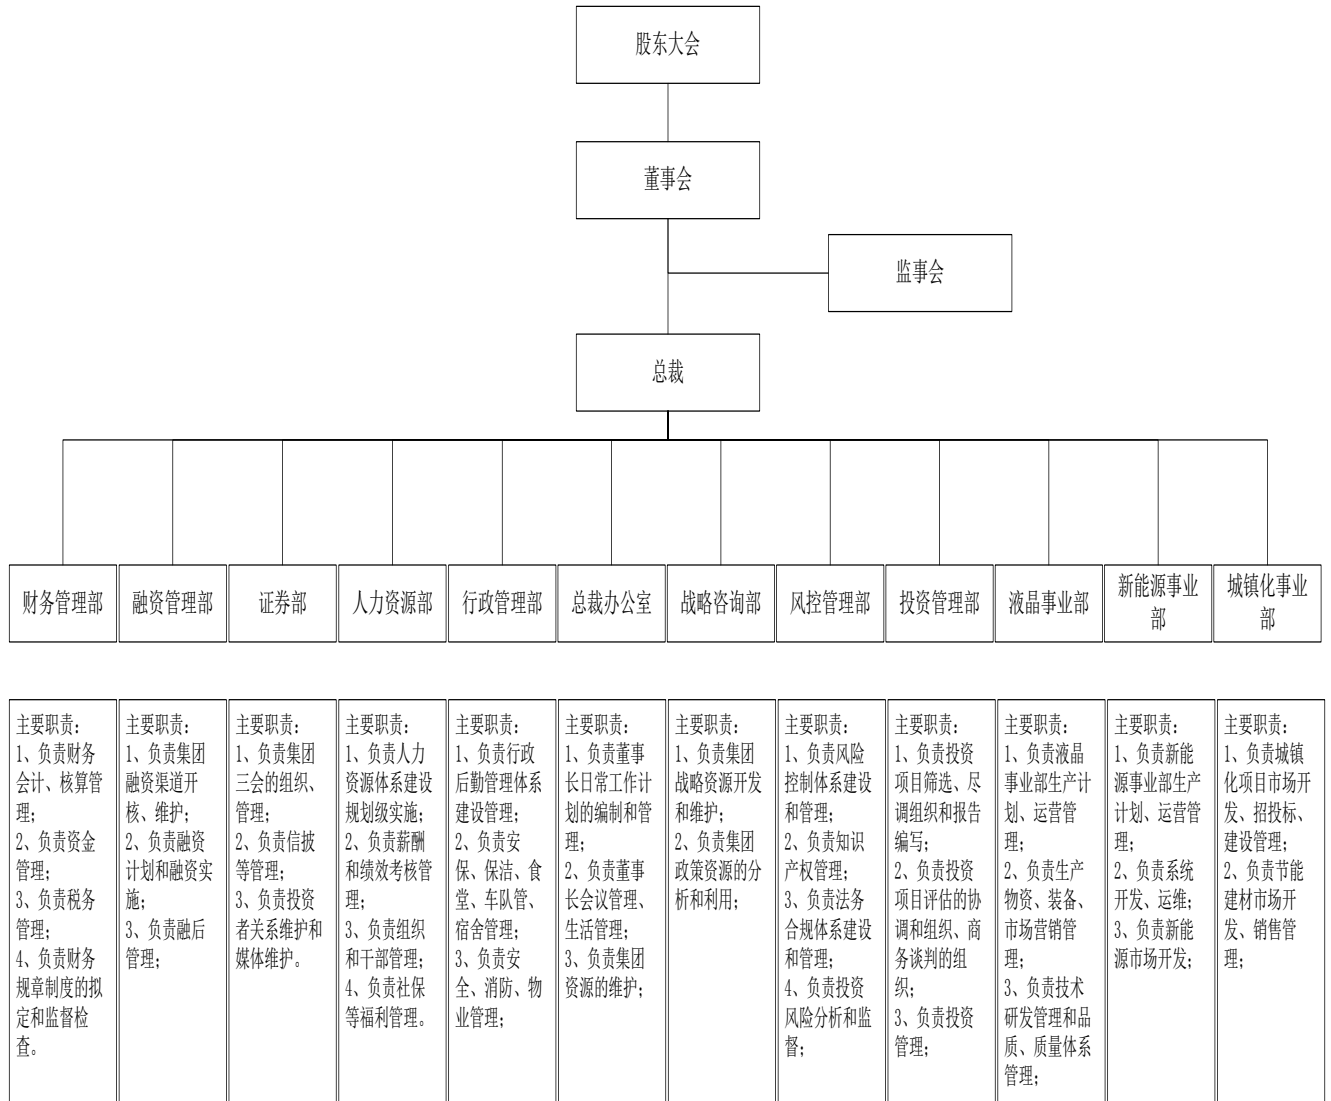 股东大会
董事会
监事会
总裁
财务管理部
融资管理部
证券部
人力资源部
行政管理部
总裁办公室
战略咨询部
风控管理部
投资管理部
液晶事业部
新能源事业
部
城镇化事业
部
主要职责：
1、负责财务
会计、核算管
理；
2、负责资金
管理；
3、负责税务
管理；
4、负责财务
规章制度的拟
定和监督检
查。
主要职责：
1、负责集团
融资渠道开
核、维护；
2、负责融资
计划和融资实
施；
3、负责融后
管理；
主要职责：
1、负责集团
三会的组织、
管理；
2、负责信披
等管理；
3、负责投资
者关系维护和
媒体维护。
主要职责：
1、负责人力
资源体系建设
规划级实施；
2、负责薪酬
和绩效考核管
理；
3、负责组织
和干部管理；
4、负责社保
等福利管理。
主要职责：
1、负责行政
后勤管理体系
建设管理；
2、负责安
保、保洁、食
堂、车队管、
宿舍管理；
3、负责安
全、消防、物
业管理；
主要职责：
1、负责董事
长日常工作计
划的编制和管
理；
2、负责董事
长会议管理、
生活管理；
3、负责集团
资源的维护；
主要职责：
1、负责集团
战略资源开发
和维护；
2、负责集团
政策资源的分
析和利用；
主要职责：
1、负责风险
控制体系建设
和管理；
2、负责知识
产权管理；
3、负责法务
合规体系建设
和管理；
4、负责投资
风险分析和监
督；
主要职责：
1、负责投资
项目筛选、尽
调组织和报告
编写；
2、负责投资
项目评估的协
调和组织、商
务谈判的组
织；
3、负责投资
管理；
主要职责：
1、负责液晶
事业部生产计
划、运营管
理；
2、负责生产
物资、装备、
市场营销管
理；
3、负责技术
研发管理和品
质、质量体系
管理；
主要职责：
1、负责新能
源事业部生产
计划、运营管
理；
2、负责系统
开发、运维；
3、负责新能
源市场开发；
主要职责：
1、负责城镇
化项目市场开
发、招投标、
建设管理；
2、负责节能
建材市场开
发、销售管
理；